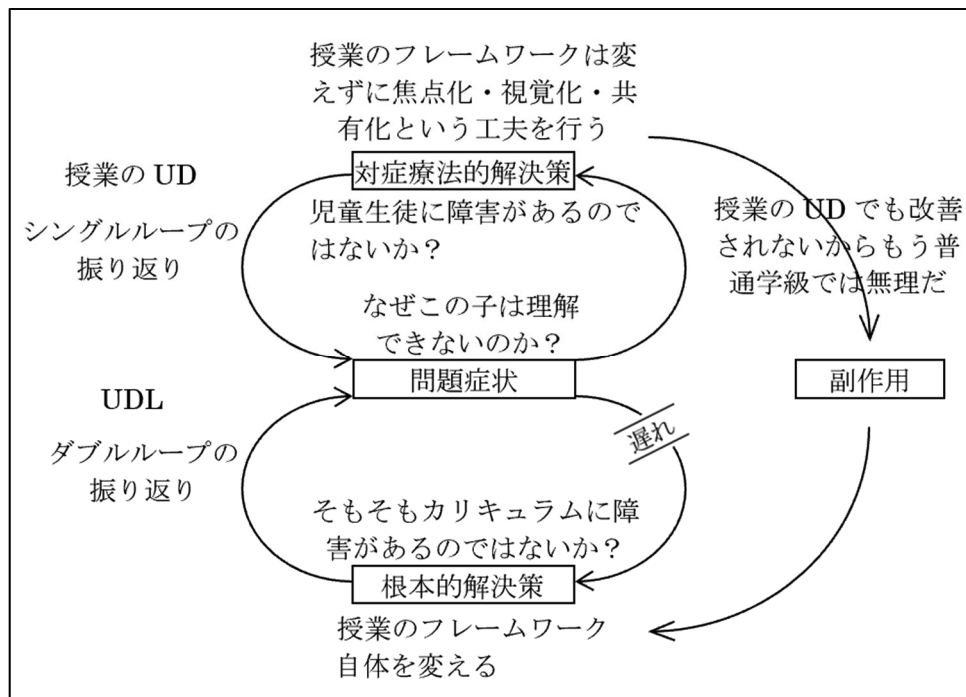 授業のフレームワークは変
えずに焦点化・視覚化・共
有化という工夫を行う
授業の UD
対症療法的解決策
シングルループの
振り返り
児童生徒に障害があるので
はないか？
授業の UD でも改善
されないからもう普
通学級では無理だ
なぜこの子は理解
できないのか？
問題症状
副作用
UDL
ダブルループの
振り返り
遅れ
そもそもカリキュラムに障
害があるのではないか？
根本的解決策
授業のフレームワーク
自体を変える